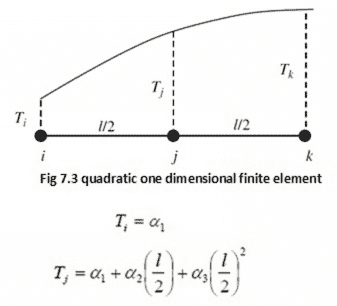 T_i
T_j
T_k
l/2
l/2
i
j
k
Fig 7.3 quadratic one dimensional finite element
T_i = α_1
T_j = α_1 + α_2(l/2) + α_3(l/2)^2